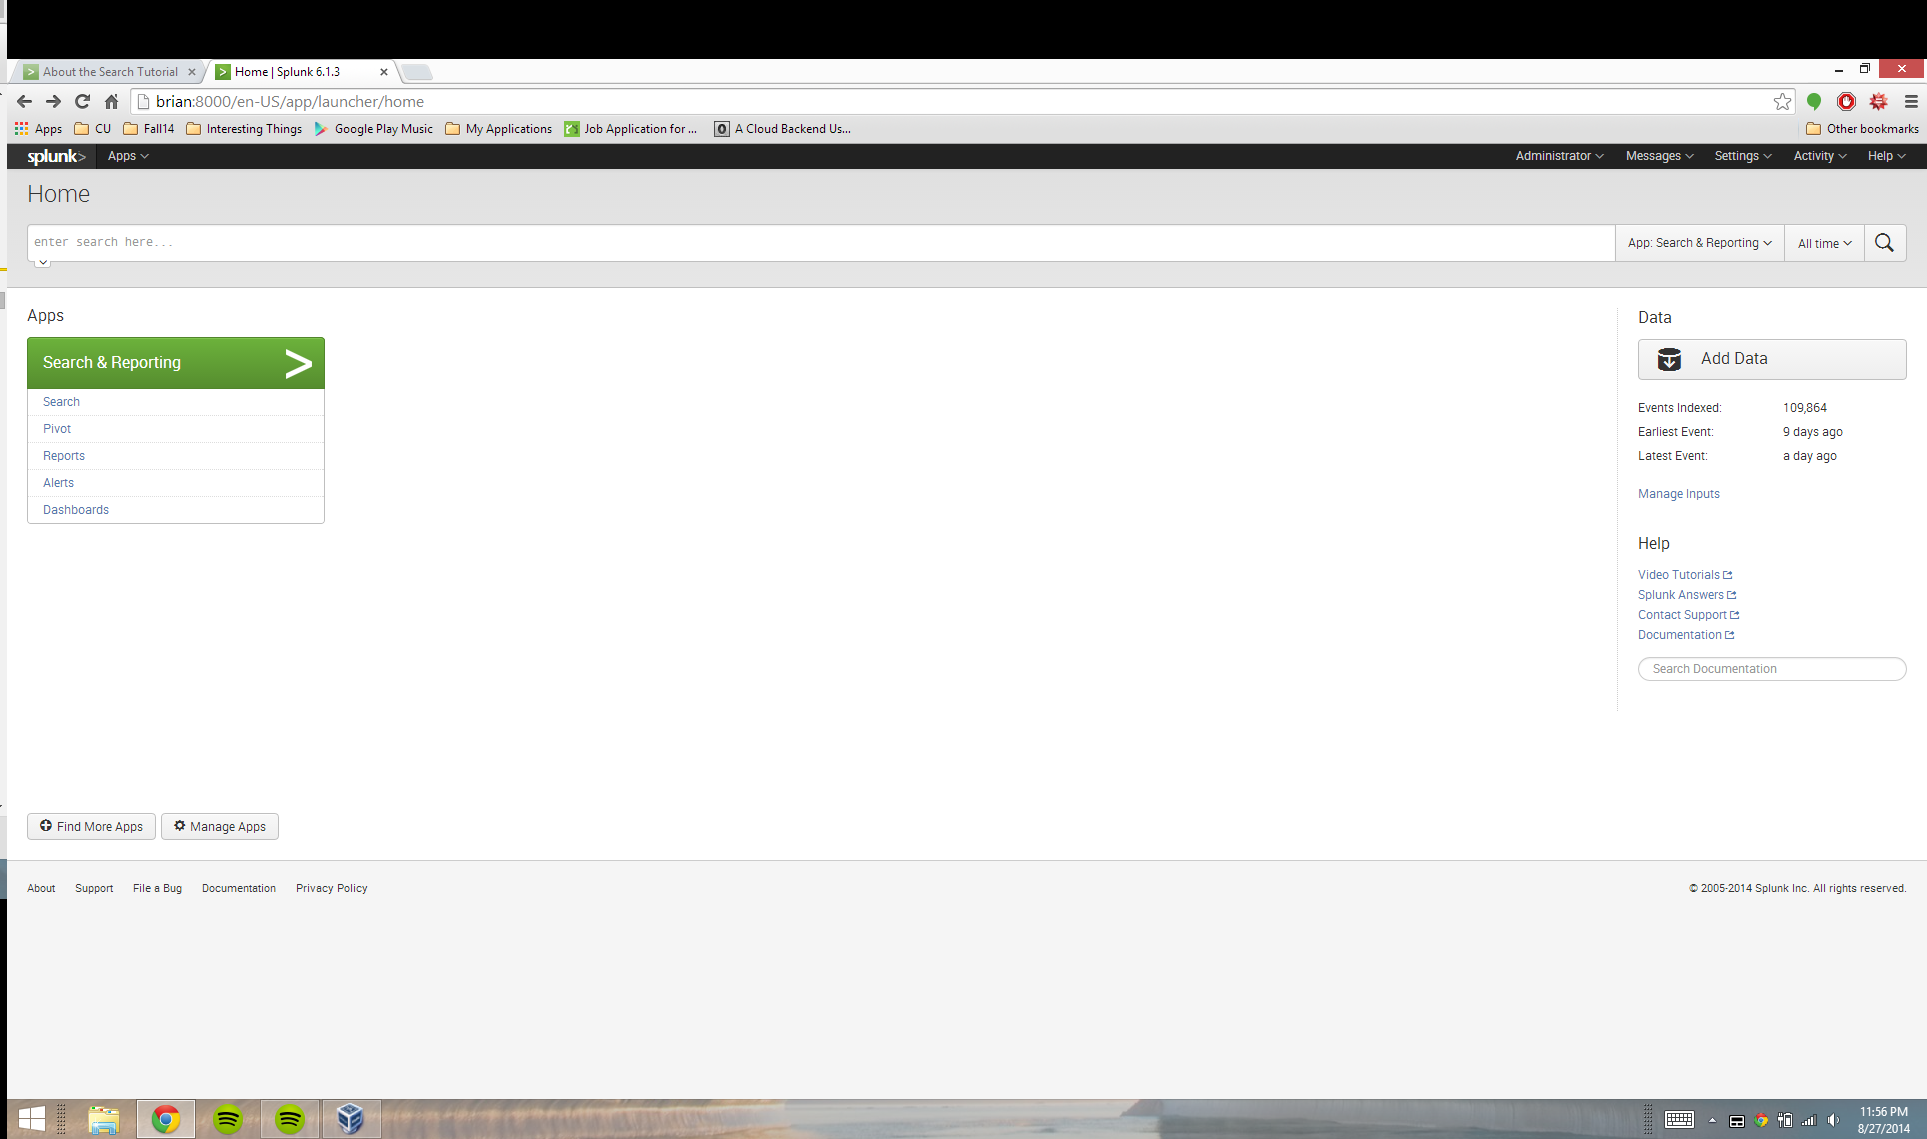 About the Search Tutorial
Home | Splunk 6.1.3
brian:8000/en-US/app/launcher/home
Apps CU Fall14 Interesting Things Google Play Music My Applications Job Application for ... A Cloud Backend Us... Other bookmarks
splunk> Apps Administrator Messages Settings Activity Help
Home
enter search here... App: Search & Reporting All time
Apps
Search & Reporting >
Search
Pivot
Reports
Alerts
Dashboards
Data
Add Data
Events Indexed: 109,864
Earliest Event: 9 days ago
Latest Event: a day ago
Manage Inputs
Help
Video Tutorials
Splunk Answers
Contact Support
Documentation
Search Documentation
Find More Apps Manage Apps
About Support File a Bug Documentation Privacy Policy © 2005-2014 Splunk Inc. All rights reserved.
11:56 PM
8/27/2014